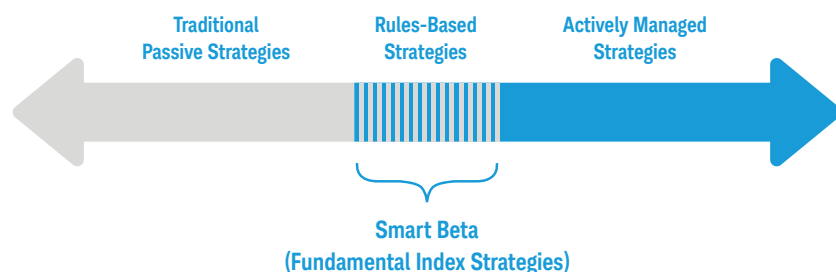 Traditional
Passive Strategies
Rules-Based
Strategies
Actively Managed
Strategies
Smart Beta
(Fundamental Index Strategies)